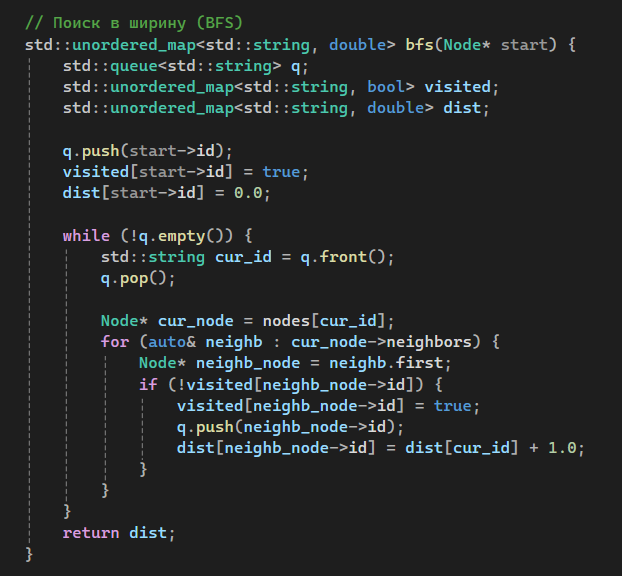 // Поиск в ширину (BFS)
std::unordered_map<std::string, double> bfs(Node* start) {
    std::queue<std::string> q;
    std::unordered_map<std::string, bool> visited;
    std::unordered_map<std::string, double> dist;

    q.push(start->id);
    visited[start->id] = true;
    dist[start->id] = 0.0;

    while (!q.empty()) {
        std::string cur_id = q.front();
        q.pop();

        Node* cur_node = nodes[cur_id];
        for (auto& neighb : cur_node->neighbors) {
            Node* neighb_node = neighb.first;
            if (!visited[neighb_node->id]) {
                visited[neighb_node->id] = true;
                q.push(neighb_node->id);
                dist[neighb_node->id] = dist[cur_id] + 1.0;
            }
        }
    }
    return dist;
}